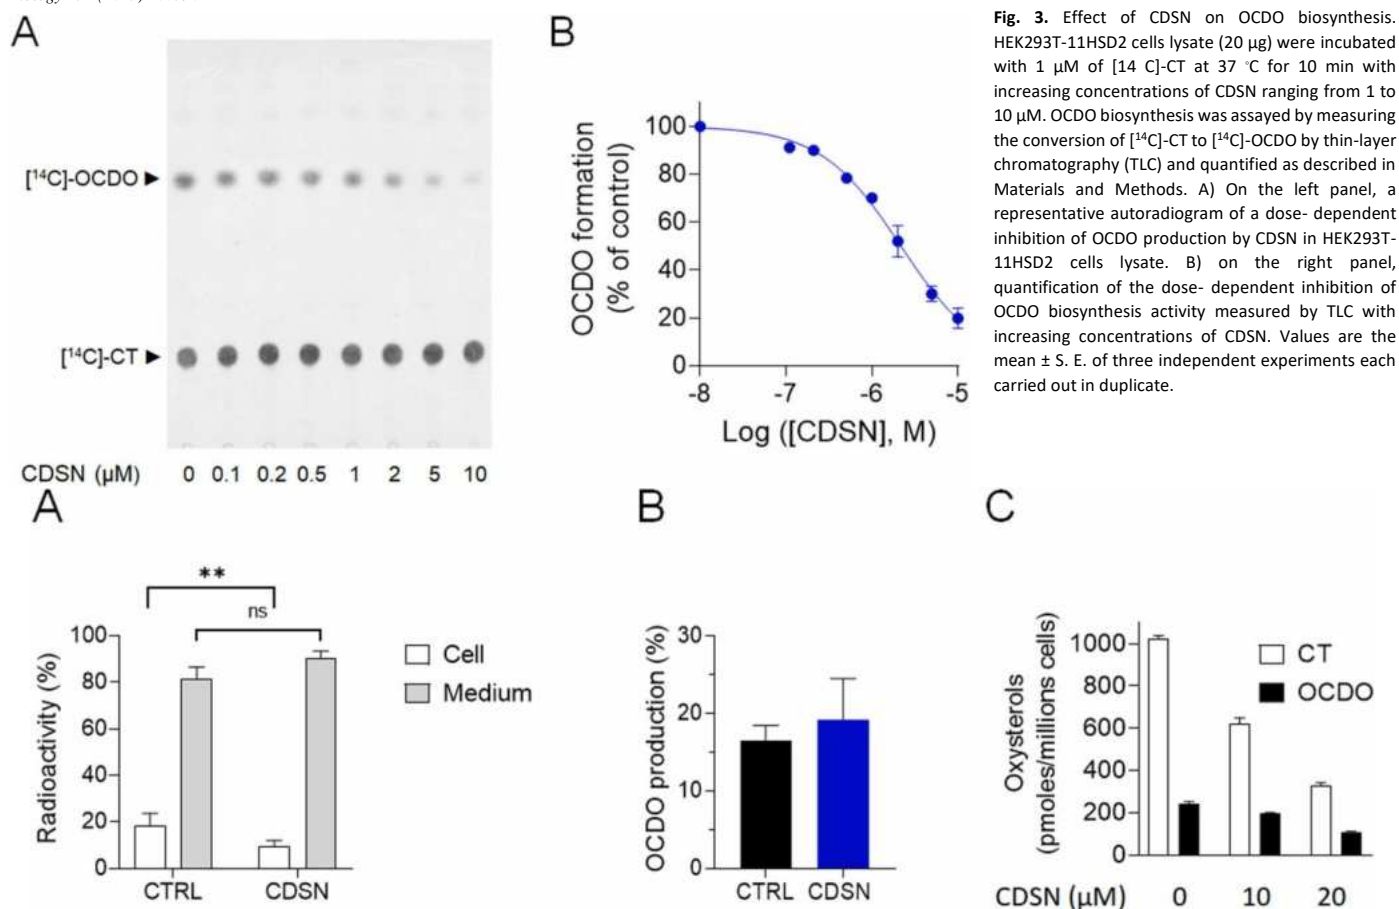 A
[14C]-OCDO
[14C]-CT
CDSN (µM) 0 0.1 0.2 0.5 1 2 5 10
B
OCDO formation
(% of control)
100
80
60
40
20
0
-8 -7 -6 -5
Log ([CDSN], M)
Fig. 3. Effect of CDSN on OCDO biosynthesis.
HEK293T-11HSD2 cells lysate (20 µg) were incubated
with 1 µM of [14 C]-CT at 37 °C for 10 min with
increasing concentrations of CDSN ranging from 1 to
10 µM. OCDO biosynthesis was assayed by measuring
the conversion of [14C]-CT to [14C]-OCDO by thin-layer
chromatography (TLC) and quantified as described in
Materials and Methods. A) On the left panel, a
representative autoradiogram of a dose- dependent
inhibition of OCDO production by CDSN in HEK293T-
11HSD2 cells lysate. B) on the right panel,
quantification of the dose- dependent inhibition of
OCDO biosynthesis activity measured by TLC with
increasing concentrations of CDSN. Values are the
mean ± S. E. of three independent experiments each
carried out in duplicate.
A
**
ns
Radioactivity (%)
100
80
60
40
20
0
CTRL CDSN
Cell
Medium
B
OCDO production (%)
30
20
10
0
CTRL CDSN
C
Oxysterols
(pmoles/millions cells)
1000
800
600
400
200
0
CT
OCDO
CDSN (µM) 0 10 20